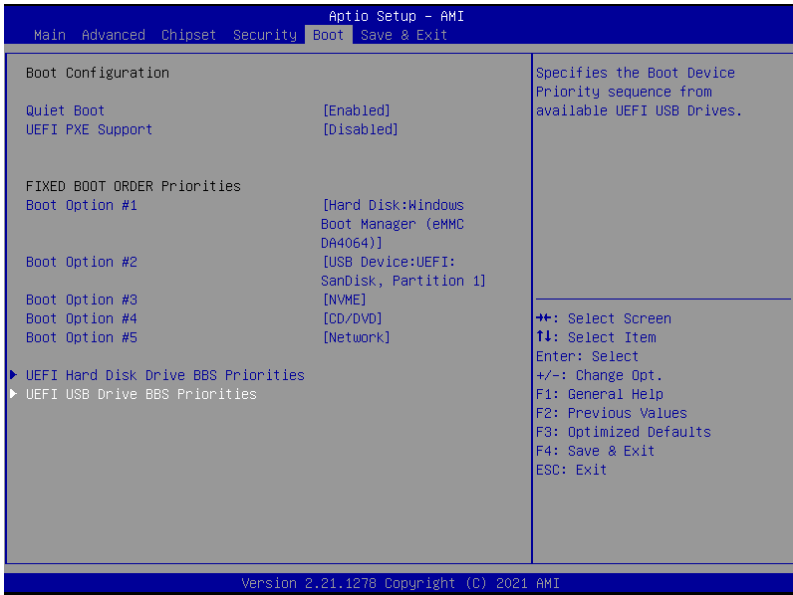 Aptio Setup – AMI
Main Advanced Chipset Security Boot Save & Exit
Boot Configuration
Quiet Boot [Enabled]
UEFI PXE Support [Disabled]
FIXED BOOT ORDER Priorities
Boot Option #1 [Hard Disk:Windows
Boot Manager (eMMC
DA4064)]
Boot Option #2 [USB Device:UEFI:
SanDisk, Partition 1]
Boot Option #3 [NVME]
Boot Option #4 [CD/DVD]
Boot Option #5 [Network]
UEFI Hard Disk Drive BBS Priorities
UEFI USB Drive BBS Priorities
Specifies the Boot Device
Priority sequence from
available UEFI USB Drives.
→←: Select Screen
↑↓: Select Item
Enter: Select
+/-: Change Opt.
F1: General Help
F2: Previous Values
F3: Optimized Defaults
F4: Save & Exit
ESC: Exit
Version 2.21.1278 Copyright (C) 2021 AMI